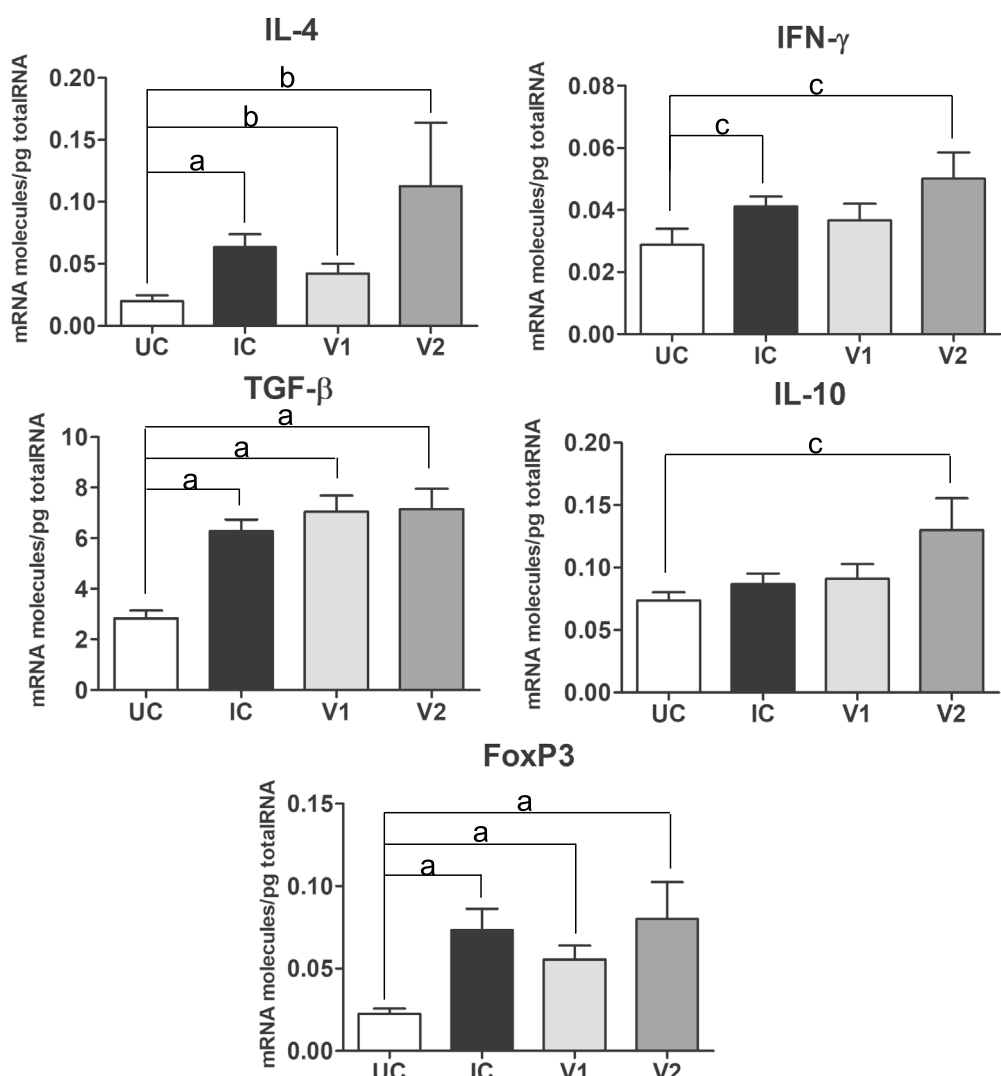 IL-4
mRNA molecules/pg totalRNA
0.20
0.15
0.10
0.05
0.00
b
b
a
UC IC V1 V2
IFN-γ
mRNA molecules/pg totalRNA
0.08
0.06
0.04
0.02
0.00
c
c
UC IC V1 V2
TGF-β
mRNA molecules/pg totalRNA
10
8
6
4
2
0
a
a
a
UC IC V1 V2
IL-10
mRNA molecules/pg totalRNA
0.20
0.15
0.10
0.05
0.00
c
UC IC V1 V2
FoxP3
mRNA molecules/pg totalRNA
0.15
0.10
0.05
0.00
a
a
a
UC IC V1 V2